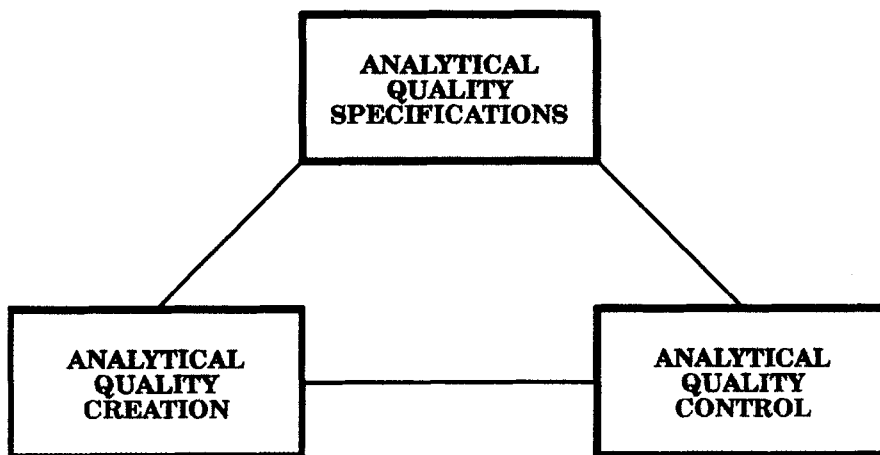 ANALYTICAL
QUALITY
SPECIFICATIONS
ANALYTICAL
QUALITY
CREATION
ANALYTICAL
QUALITY
CONTROL